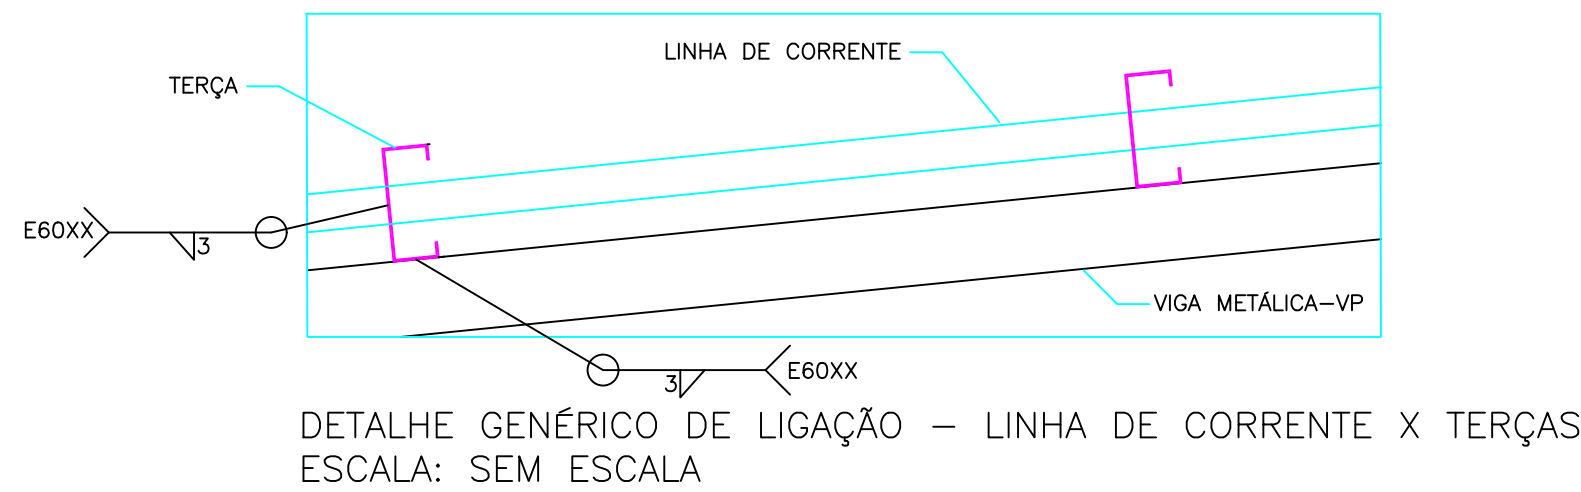 LINHA DE CORRENTE
TERÇA
E60XX
3
VIGA METÁLICA-VP
3
E60XX
DETALHE GENÉRICO DE LIGAÇÃO - LINHA DE CORRENTE X TERÇAS
ESCALA: SEM ESCALA